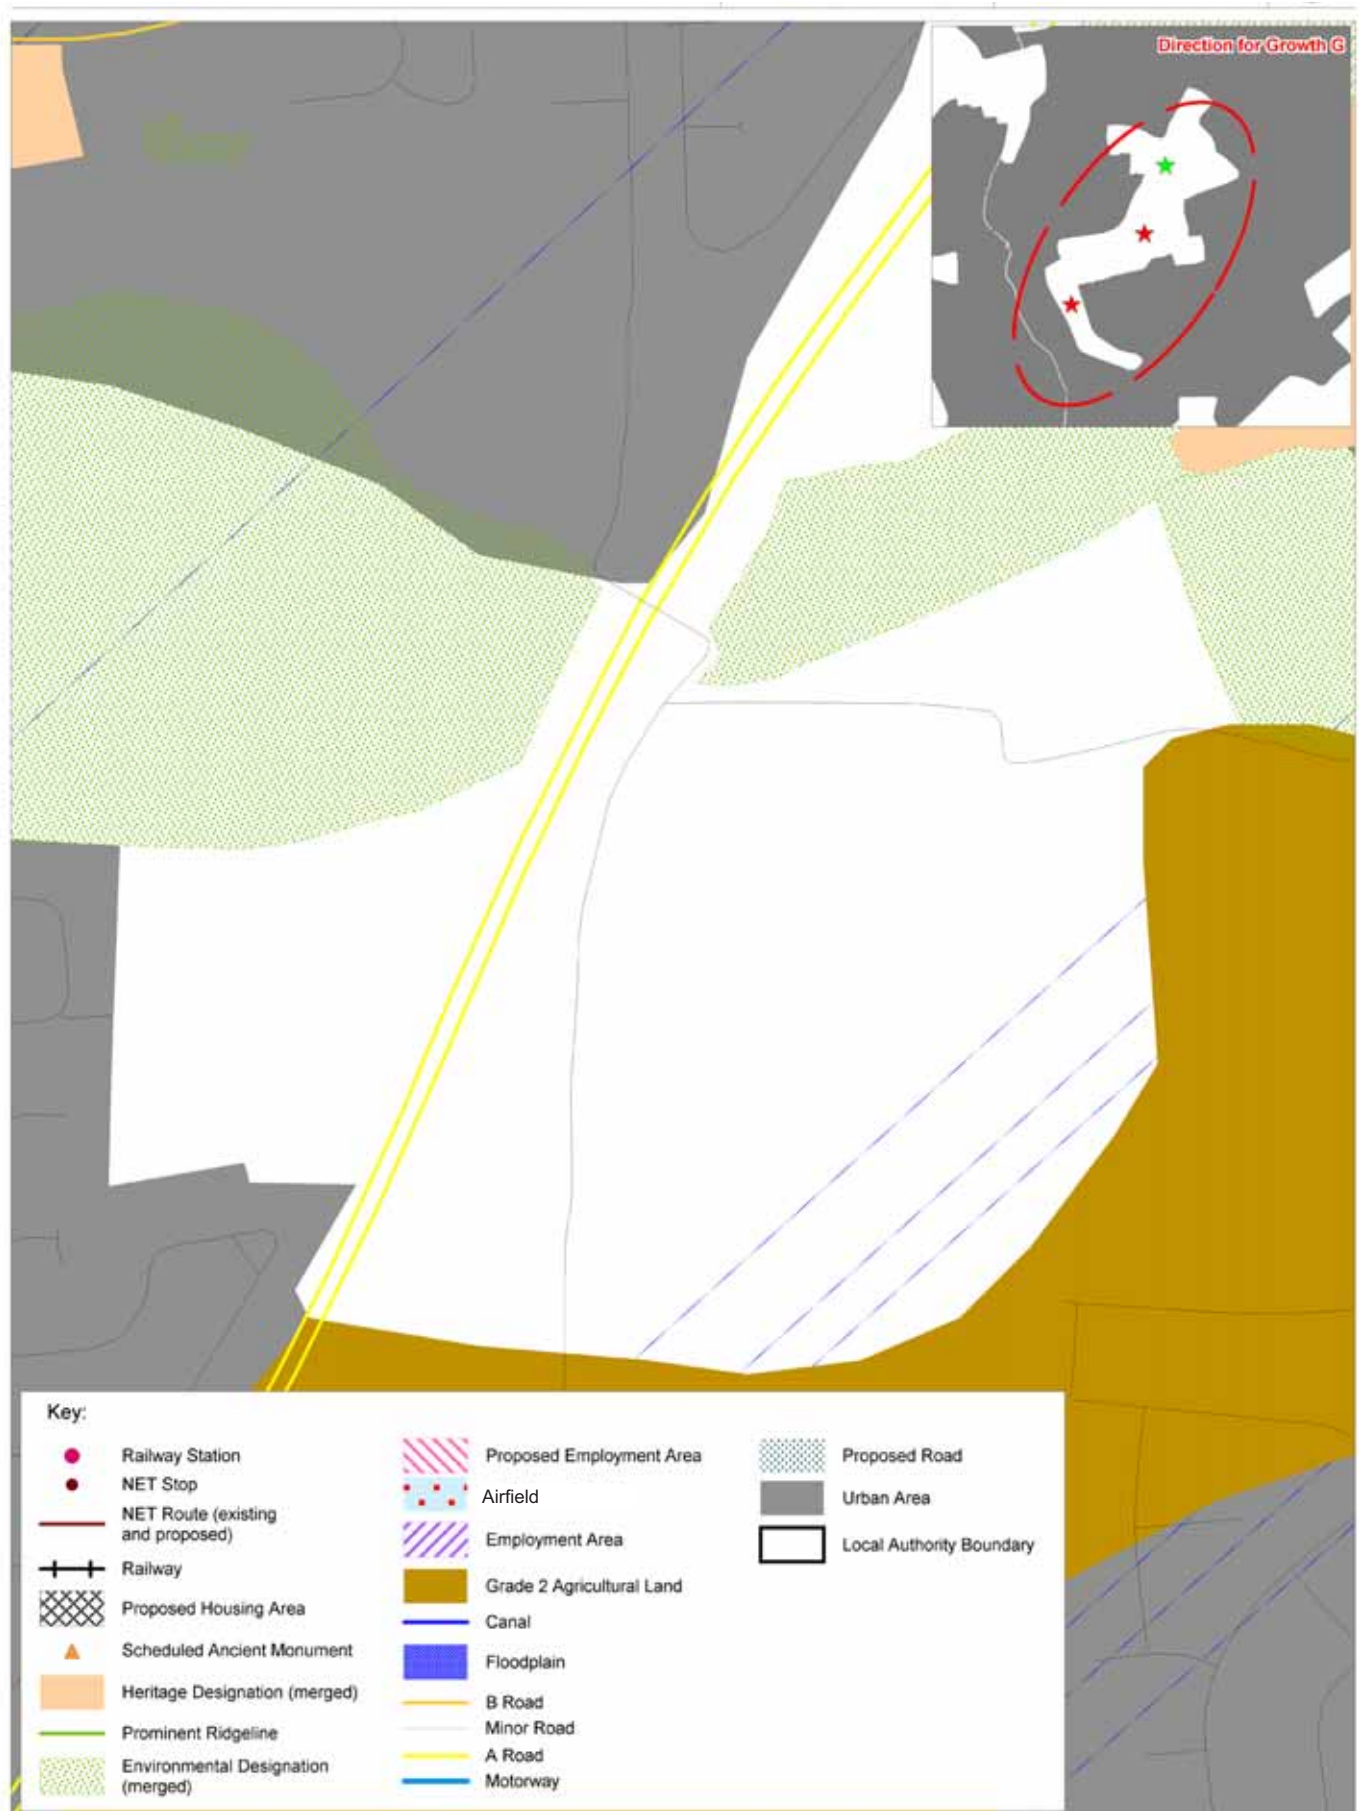 Direction for Growth G
Key:
Railway Station
NET Stop
NET Route (existing
and proposed)
Railway
Proposed Housing Area
Scheduled Ancient Monument
Heritage Designation (merged)
Prominent Ridgeline
Environmental Designation
(merged)
Proposed Employment Area
Airfield
Employment Area
Grade 2 Agricultural Land
Canal
Floodplain
B Road
Minor Road
A Road
Motorway
Proposed Road
Urban Area
Local Authority Boundary